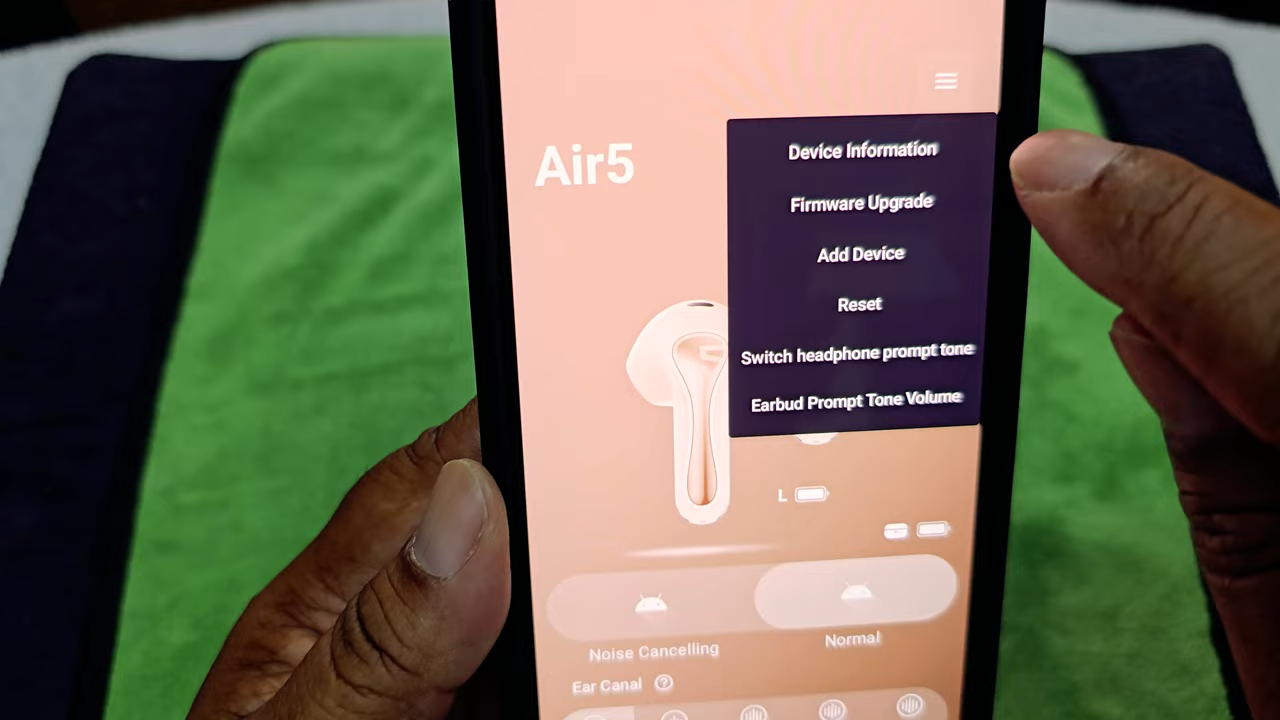 Air5
Device Information
Firmware Upgrade
Add Device
Reset
Switch headphone prompt tone
Earbud Prompt Tone Volume
L
Noise Cancelling
Normal
Ear Canal ?